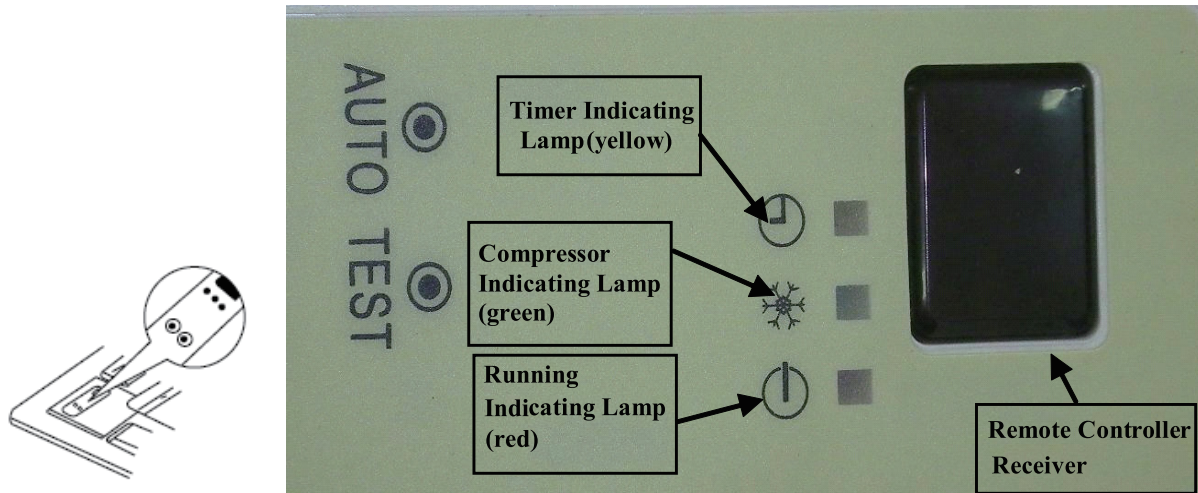 AUTO TEST
Timer Indicating
Lamp(yellow)
Compressor
Indicating Lamp
(green)
Running
Indicating Lamp
(red)
Remote Controller
Receiver